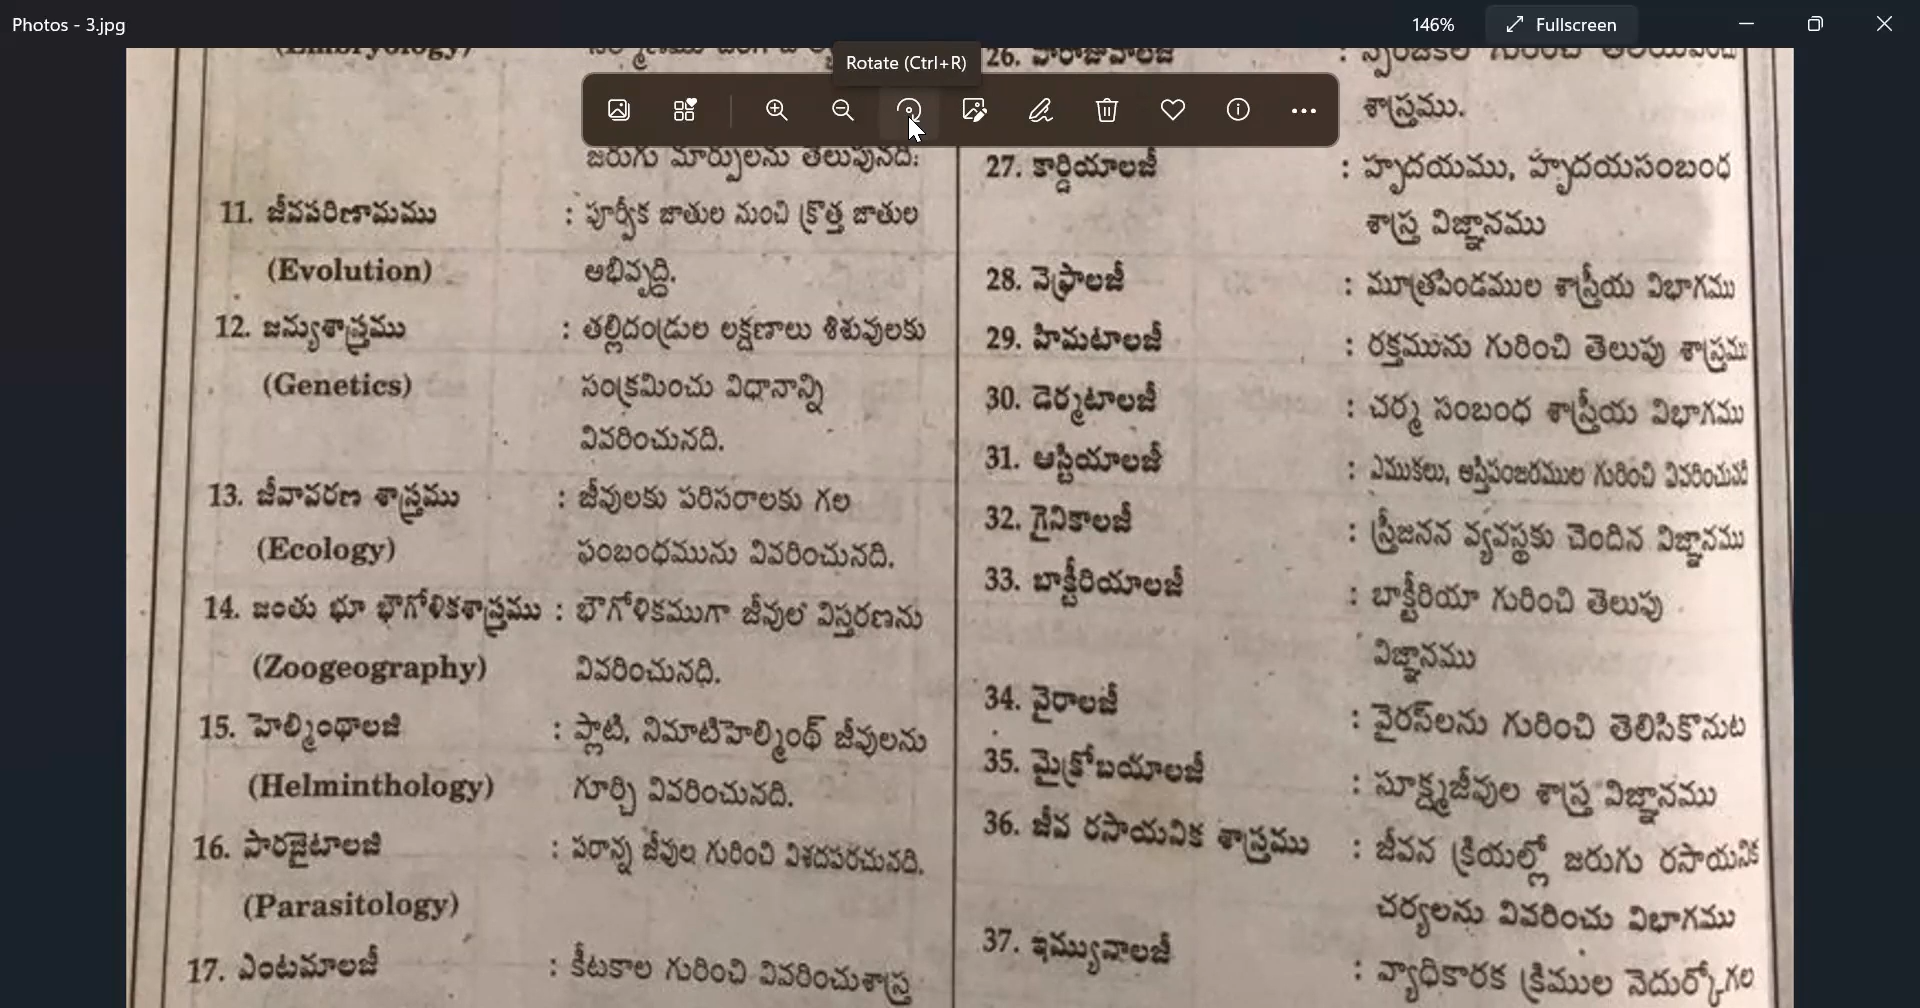 Photos - 3.jpg
146%
Fullscreen
Rotate (Ctrl+R)
జరుగు మార్పులను తెలుపునది.
11. జీవపరిణామము : పూర్వీక జాతుల నుంచి క్రొత్త జాతుల
(Evolution) అభివృద్ధి.
12. జన్యుశాస్త్రము : తల్లిదండ్రుల లక్షణాలు శిశువులకు
(Genetics) సంక్రమించు విధానాన్ని
వివరించునది.
13. జీవావరణ శాస్త్రము : జీవులకు పరిసరాలకు గల
(Ecology) సంబంధమును వివరించునది.
14. జంతు భూ భౌగోళికశాస్త్రము : భౌగోళికముగా జీవుల విస్తరణను
(Zoogeography) వివరించునది.
15. హెల్మింథాలజి : ప్లాటి, నిమాటిహెల్మింథ్ జీవులను
(Helminthology) గూర్చి వివరించునది.
16. పారజైటాలజి : పరాన్న జీవుల గురించి విశదపరచునది.
(Parasitology)
17. ఎంటమాలజీ : కీటకాల గురించి వివరించుశాస్త్ర
26.
శాస్త్రము.
27. కార్డియాలజీ : హృదయము, హృదయసంబంధ
శాస్త్ర విజ్ఞానము
28. వెఫ్రాలజీ : మూత్రపిండముల శాస్త్రీయ విభాగము
29. హిమటాలజీ : రక్తమును గురించి తెలుపు శాస్త్రము
30. డెర్మటాలజీ : చర్మ సంబంధ శాస్త్రీయ విభాగము
31. ఆస్టియాలజీ : ఎముకలు, అస్తిపంజరముల గురించి వివరించునది
32. గైనికాలజీ : స్త్రీజనన వ్యవస్థకు చెందిన విజ్ఞానము
33. బాక్టీరియాలజీ : బాక్టీరియా గురించి తెలుపు
విజ్ఞానము
34. వైరాలజీ : వైరస్‌లను గురించి తెలిసికొనుట
35. మైక్రోబయాలజీ : సూక్ష్మజీవుల శాస్త్ర విజ్ఞానము
36. జీవ రసాయనిక శాస్త్రము : జీవన క్రియల్లో జరుగు రసాయనిక
చర్యలను వివరించు విభాగము
37. ఇమ్యునాలజీ : వ్యాధికారక క్రిముల నెదుర్కోగల